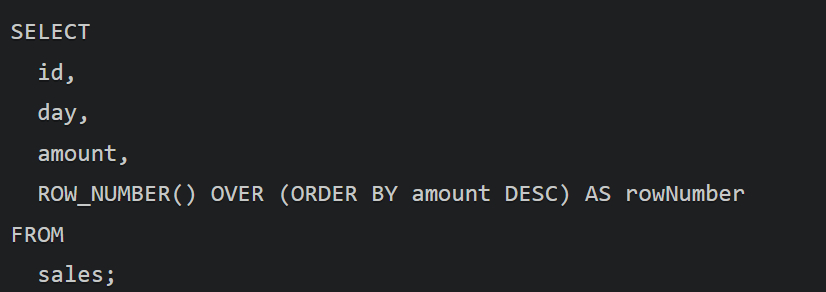 SELECT
  id,
  day,
  amount,
  ROW_NUMBER() OVER (ORDER BY amount DESC) AS rowNumber
FROM
  sales;